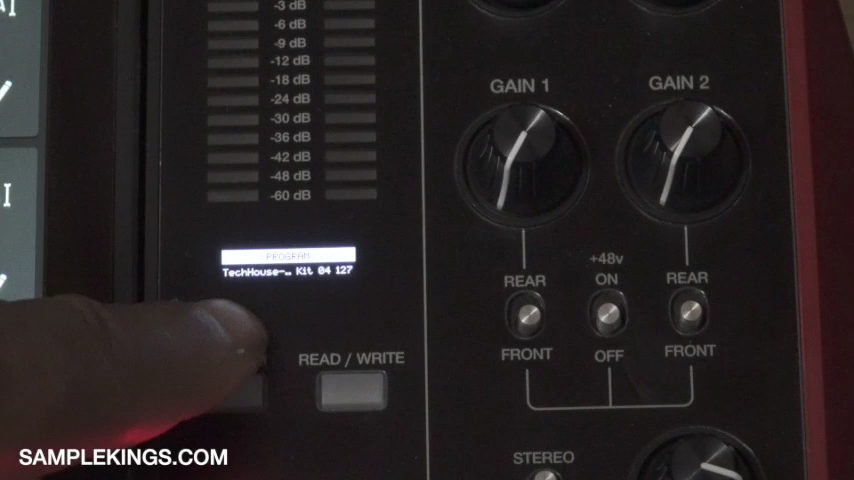 -3 dB
-6 dB
-9 dB
-12 dB
-18 dB
-24 dB
-30 dB
-36 dB
-42 dB
-48 dB
-60 dB
PROGRAM
TechHouse-.. Kit 04 127
READ / WRITE
GAIN 1
GAIN 2
+48v
REAR
ON
REAR
FRONT
OFF
FRONT
STEREO
SAMPLEKINGS.COM